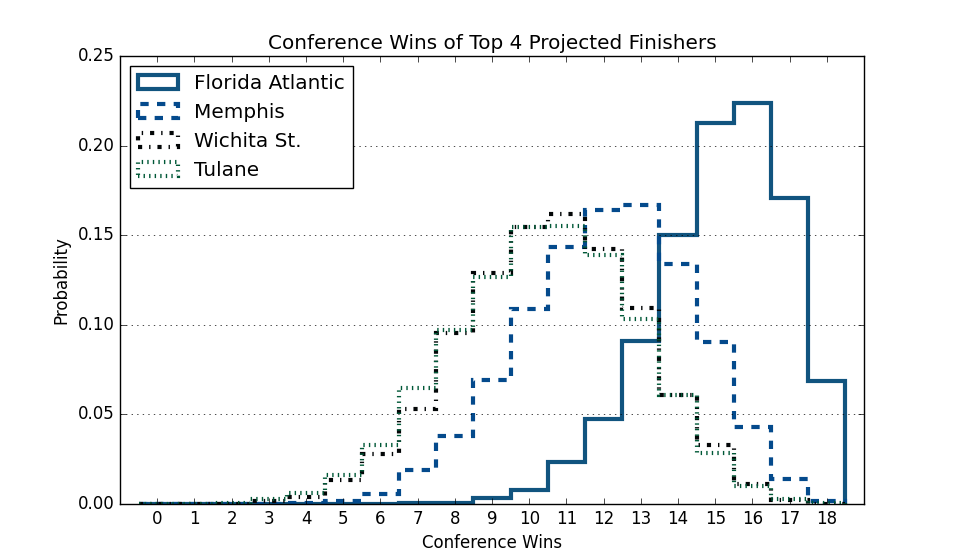 Conference Wins of Top 4 Projected Finishers
0.25
0.20
0.15
0.10
0.05
0.00
Probability
Florida Atlantic
Memphis
Wichita St.
Tulane
0 1 2 3 4 5 6 7 8 9 10 11 12 13 14 15 16 17 18
Conference Wins